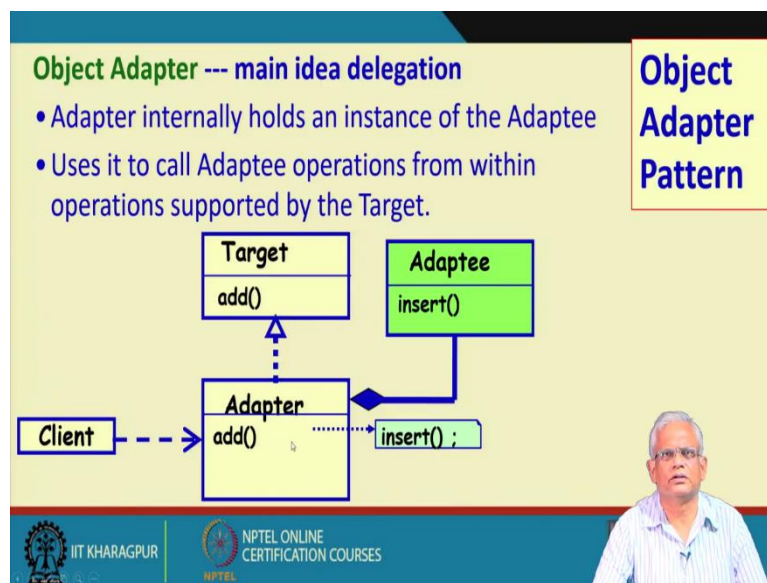 Object Adapter --- main idea delegation
• Adapter internally holds an instance of the Adaptee
• Uses it to call Adaptee operations from within
operations supported by the Target.
Object
Adapter
Pattern
Target
add()
Adaptee
insert()
Adapter
add()
insert() ;
Client
IIT KHARAGPUR
NPTEL
NPTEL ONLINE
CERTIFICATION COURSES